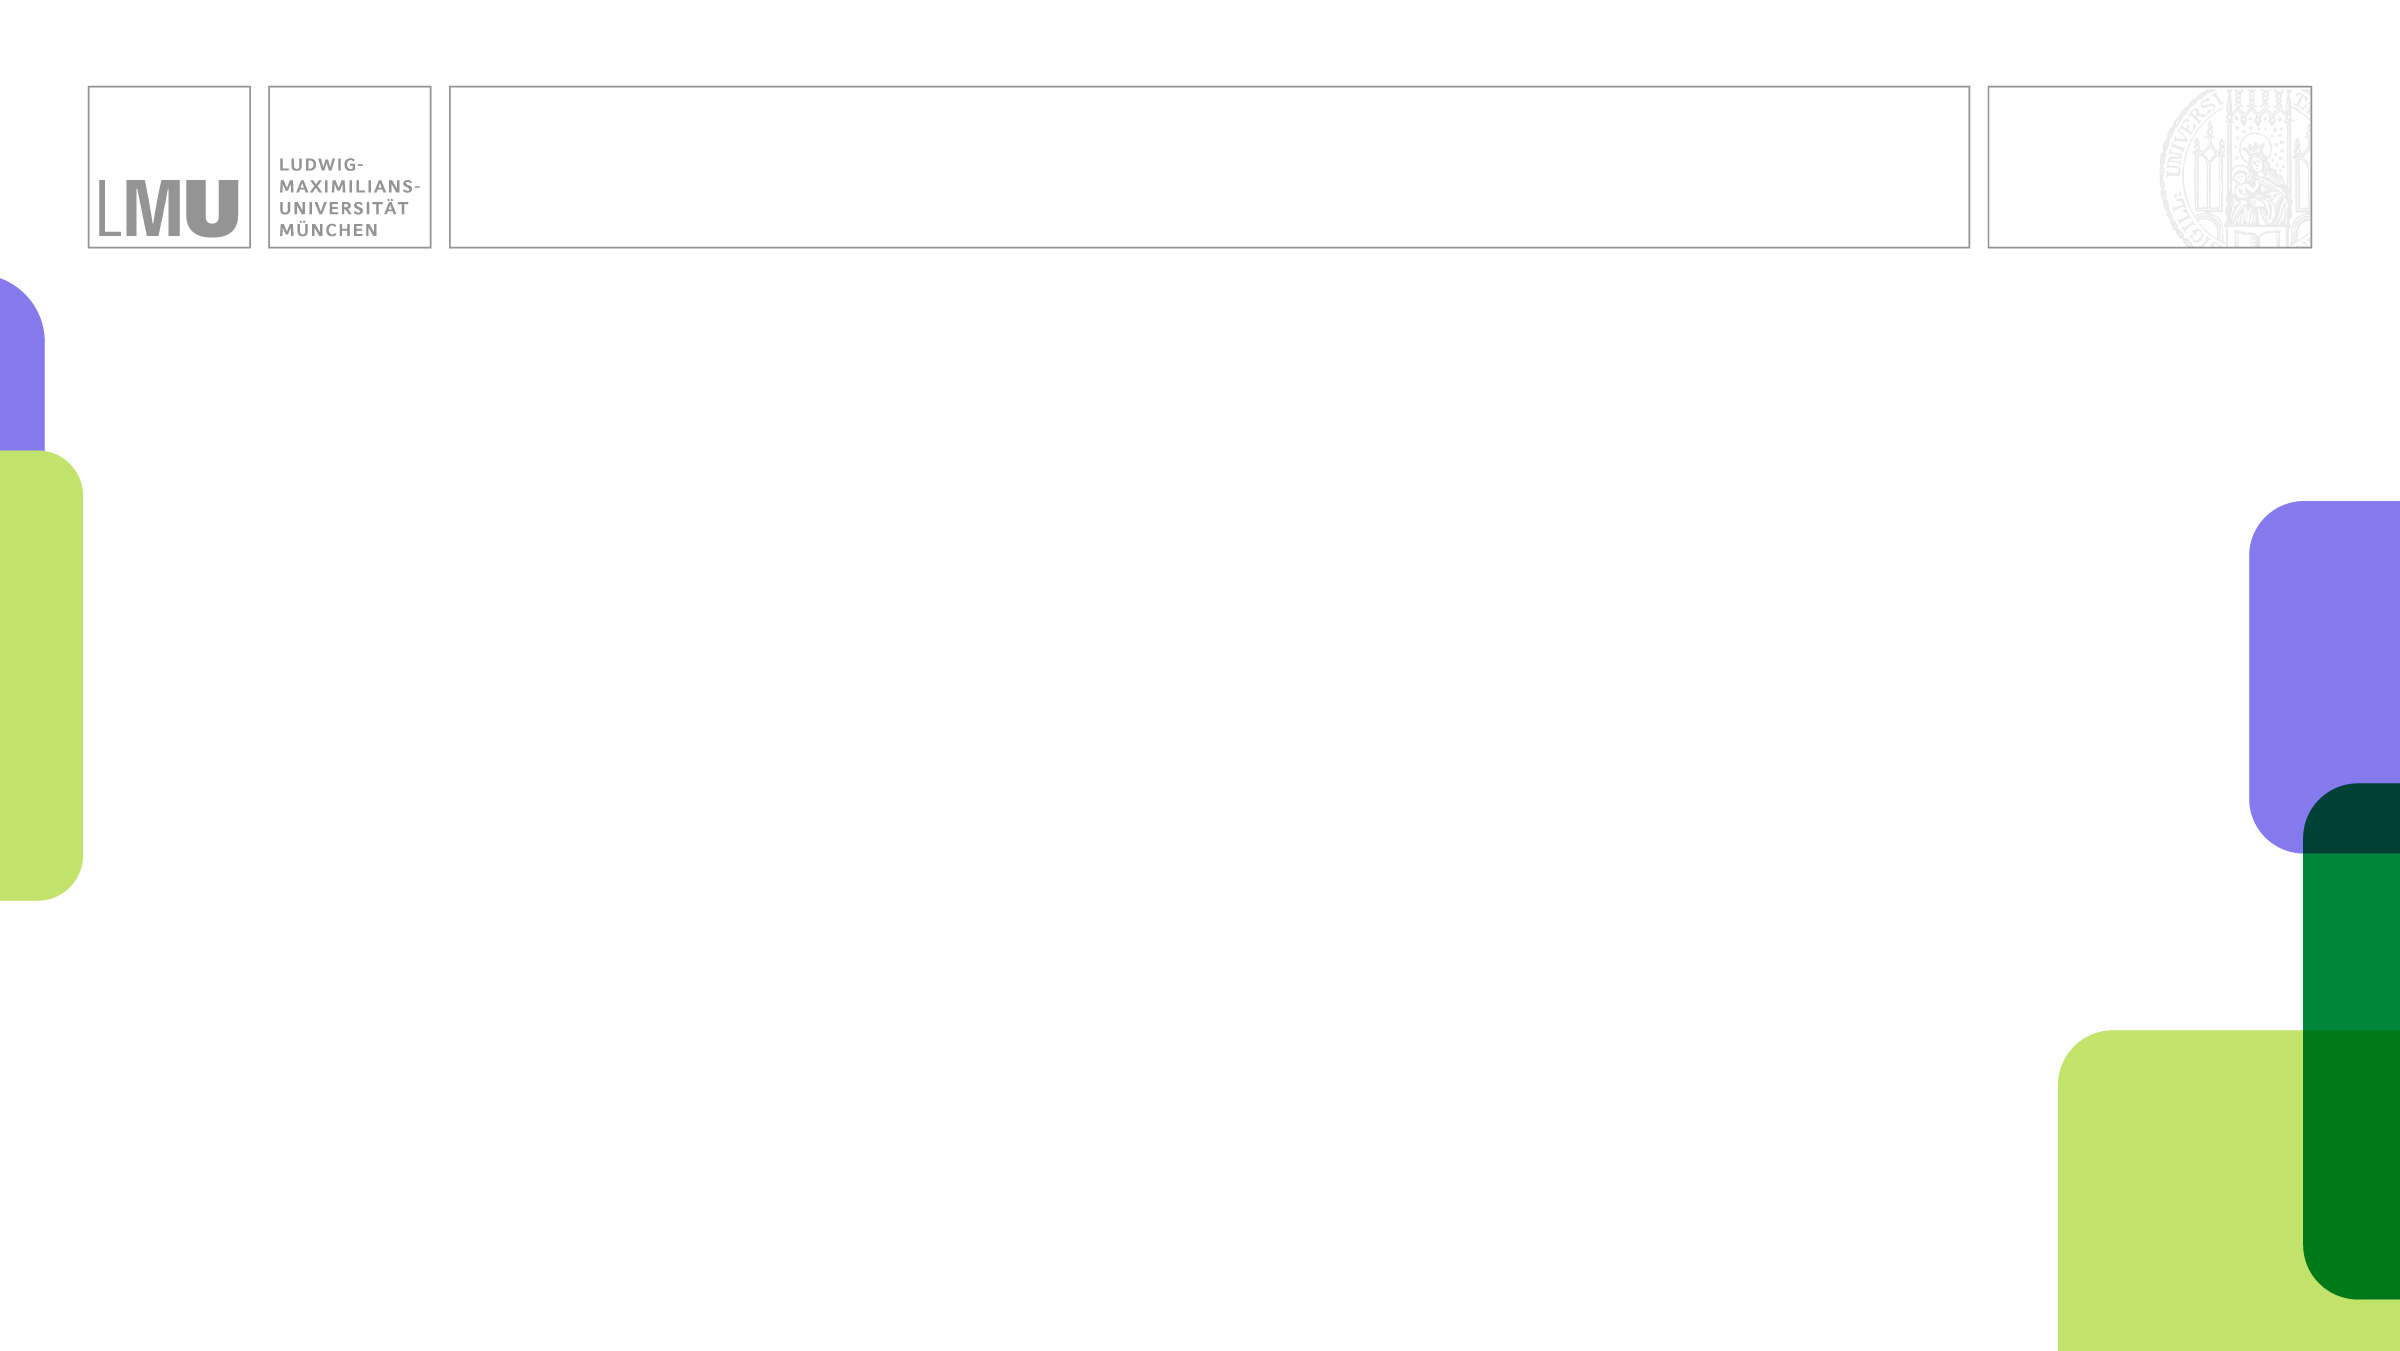 LMU
LUDWIG-
MAXIMILIANS-
UNIVERSITÄT
MÜNCHEN